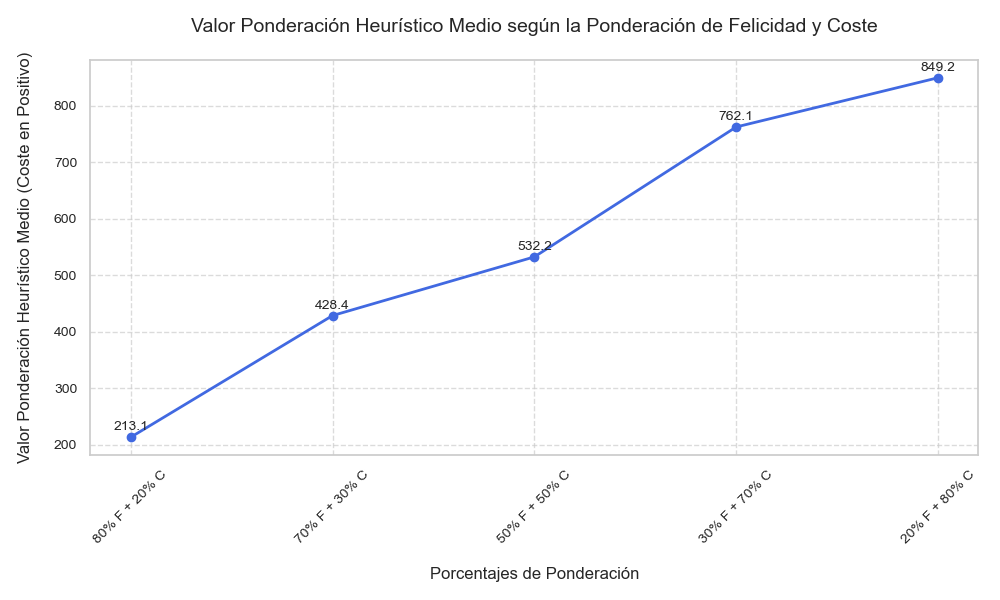 Valor Ponderación Heurístico Medio según la Ponderación de Felicidad y Coste
Valor Ponderación Heurístico Medio (Coste en Positivo)
800
700
600
500
400
300
200
213.1
428.4
532.2
762.1
849.2
80% F + 20% C
70% F + 30% C
50% F + 50% C
30% F + 70% C
20% F + 80% C
Porcentajes de Ponderación